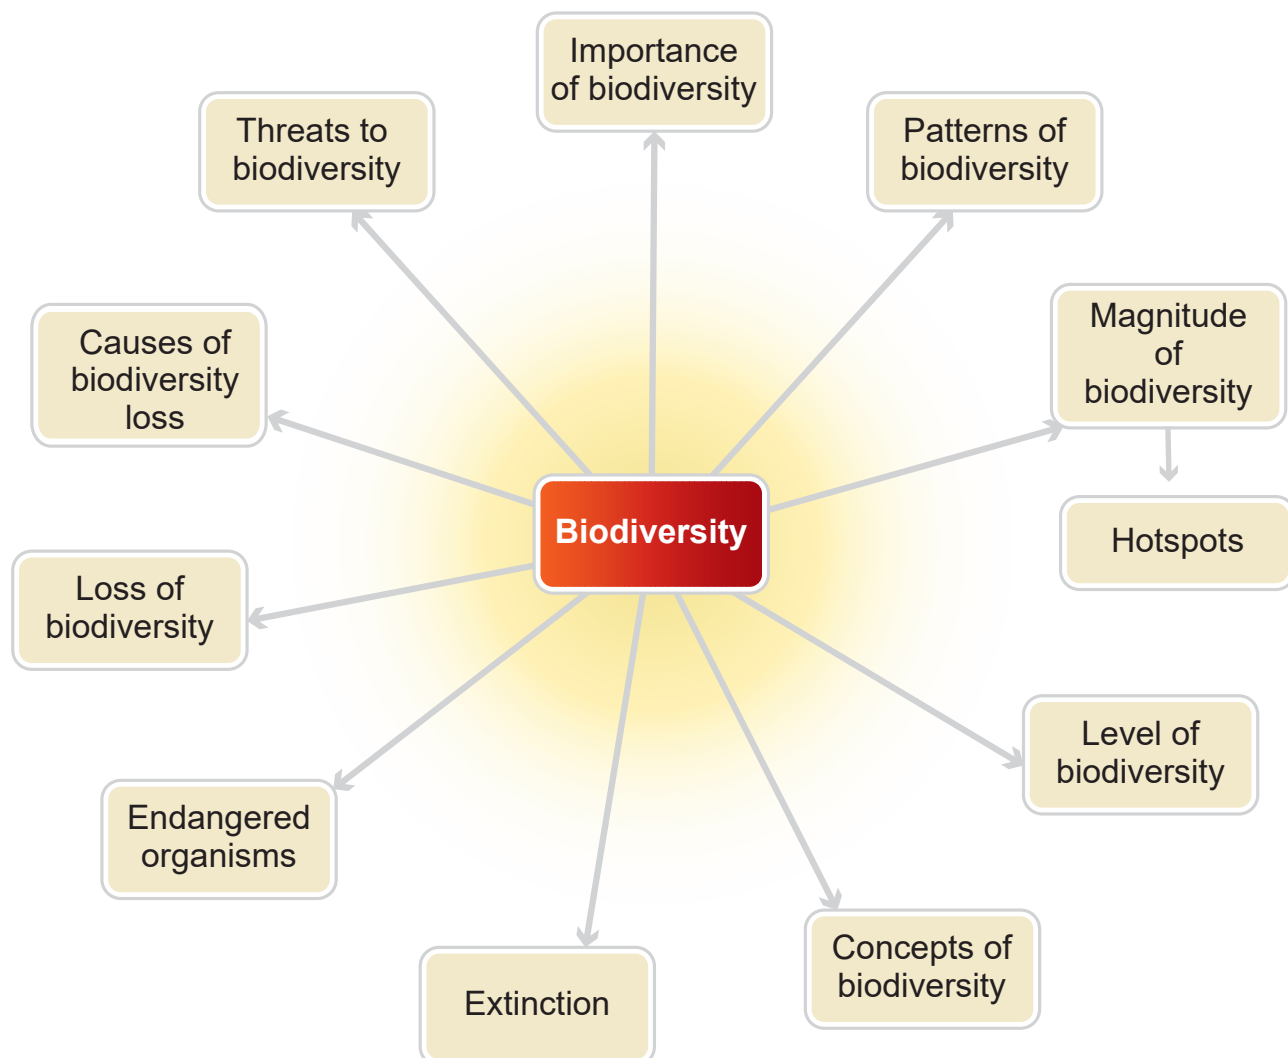 Importance
of biodiversity
Threats to
biodiversity
Patterns of
biodiversity
Magnitude
of
biodiversity
Causes of
biodiversity
loss
Biodiversity
Hotspots
Loss of
biodiversity
Level of
biodiversity
Endangered
organisms
Concepts of
biodiversity
Extinction